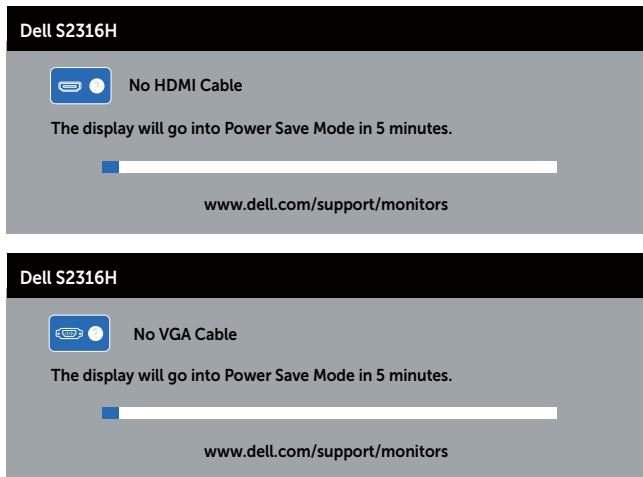 Dell S2316H
No HDMI Cable
The display will go into Power Save Mode in 5 minutes.
www.dell.com/support/monitors
Dell S2316H
No VGA Cable
The display will go into Power Save Mode in 5 minutes.
www.dell.com/support/monitors